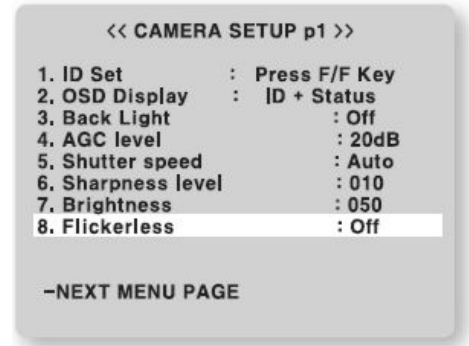 << CAMERA SETUP p1 >>
1. ID Set : Press F/F Key
2. OSD Display : ID + Status
3. Back Light : Off
4. AGC level : 20dB
5. Shutter speed : Auto
6. Sharpness level : 010
7. Brightness : 050
8. Flickerless : Off
-NEXT MENU PAGE